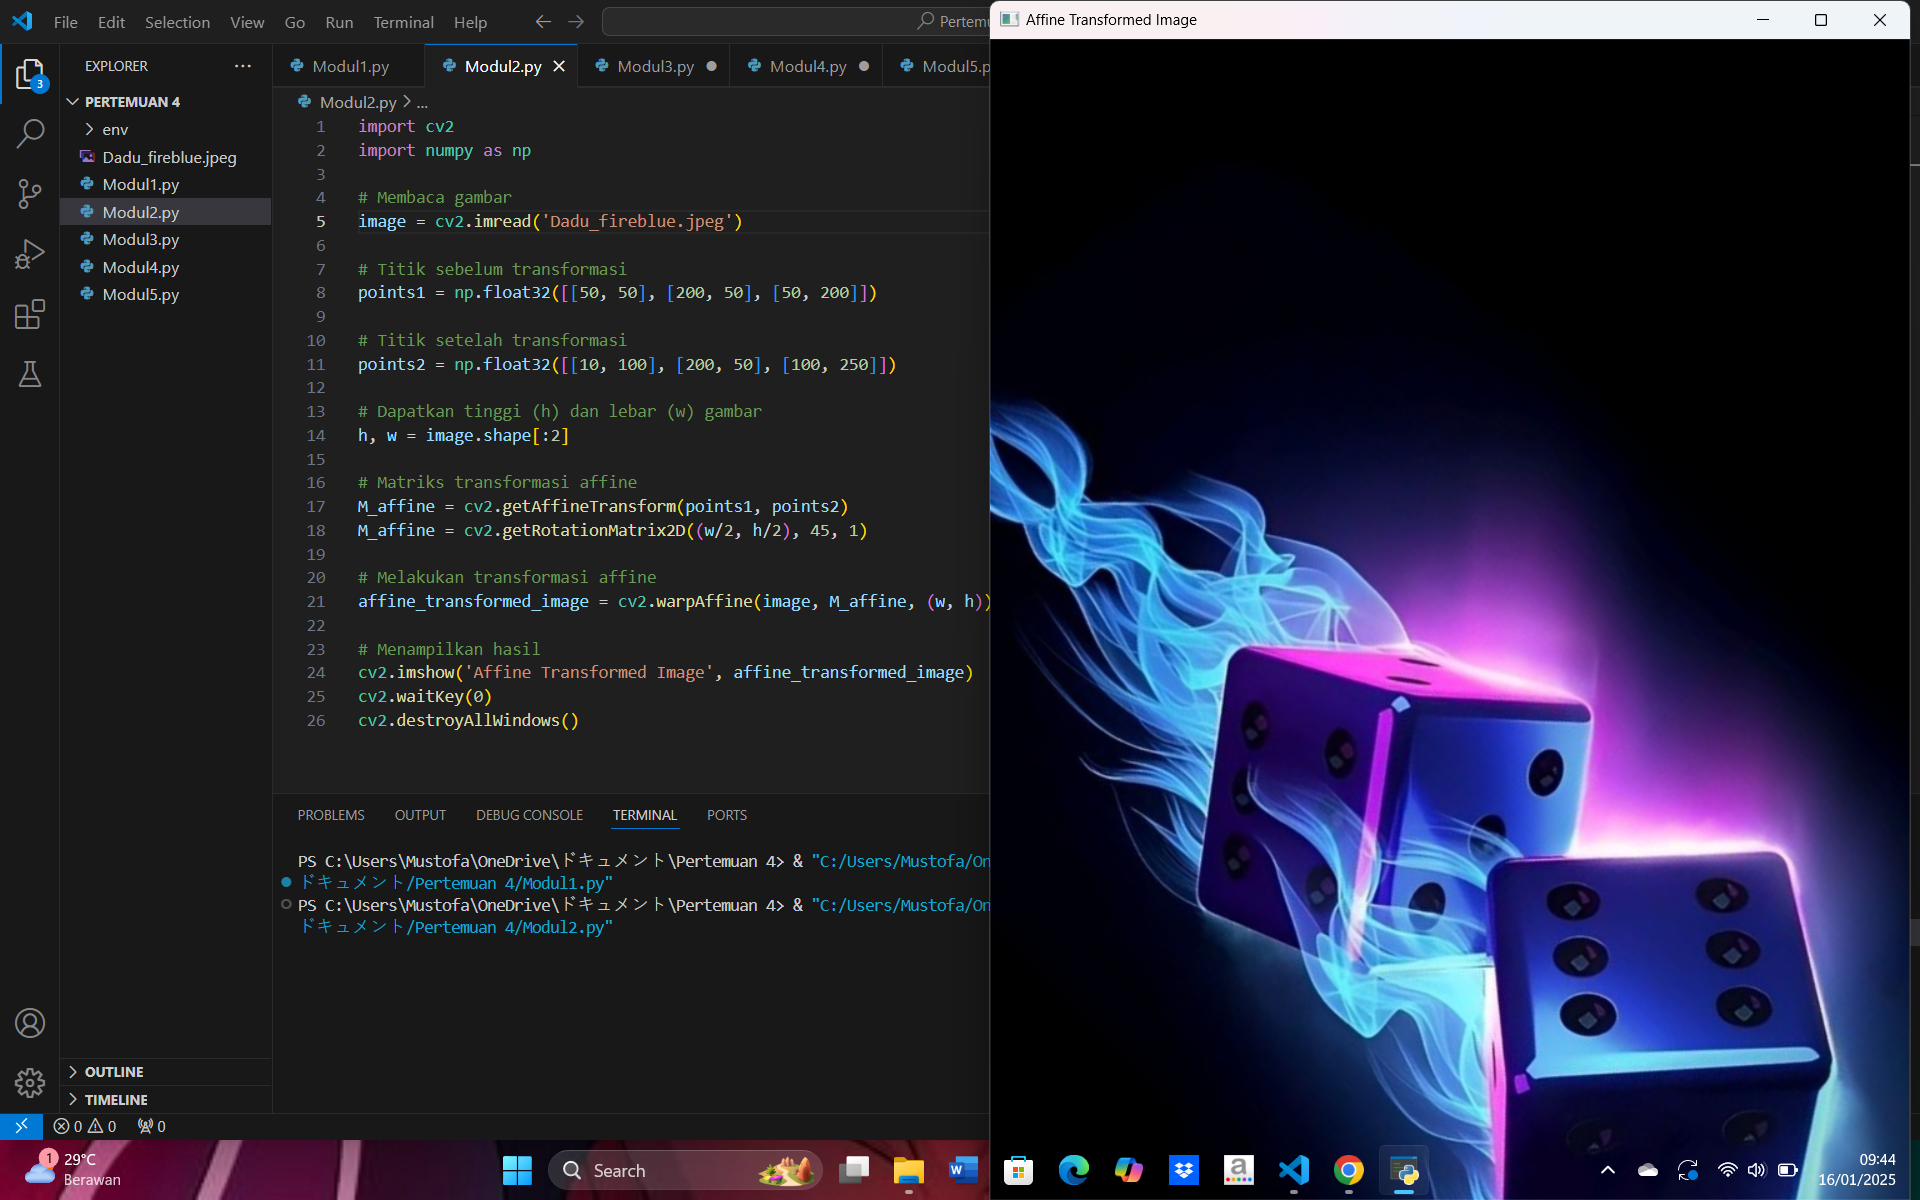 File Edit Selection View Go Run Terminal Help
Pertemu
EXPLORER
PERTEMUAN 4
env
Dadu_fireblue.jpeg
Modul1.py
Modul2.py
Modul3.py
Modul4.py
Modul5.py
OUTLINE
TIMELINE
3
Modul1.py Modul2.py Modul3.py Modul4.py Modul5.p
Modul2.py > ...
1 import cv2
2 import numpy as np
3
4 # Membaca gambar
5 image = cv2.imread('Dadu_fireblue.jpeg')
6
7 # Titik sebelum transformasi
8 points1 = np.float32([[50, 50], [200, 50], [50, 200]])
9
10 # Titik setelah transformasi
11 points2 = np.float32([[10, 100], [200, 50], [100, 250]])
12
13 # Dapatkan tinggi (h) dan lebar (w) gambar
14 h, w = image.shape[:2]
15
16 # Matriks transformasi affine
17 M_affine = cv2.getAffineTransform(points1, points2)
18 M_affine = cv2.getRotationMatrix2D((w/2, h/2), 45, 1)
19
20 # Melakukan transformasi affine
21 affine_transformed_image = cv2.warpAffine(image, M_affine, (w, h))
22
23 # Menampilkan hasil
24 cv2.imshow('Affine Transformed Image', affine_transformed_image)
25 cv2.waitKey(0)
26 cv2.destroyAllWindows()
PROBLEMS OUTPUT DEBUG CONSOLE TERMINAL PORTS
PS C:\Users\Mustofa\OneDrive\ドキュメント\Pertemuan 4> & "C:/Users/Mustofa/On
ドキュメント/Pertemuan 4/Modul1.py"
PS C:\Users\Mustofa\OneDrive\ドキュメント\Pertemuan 4> & "C:/Users/Mustofa/On
ドキュメント/Pertemuan 4/Modul2.py"
0 0 0
Affine Transformed Image
1
29°C
Berawan
Search
09:44
16/01/2025